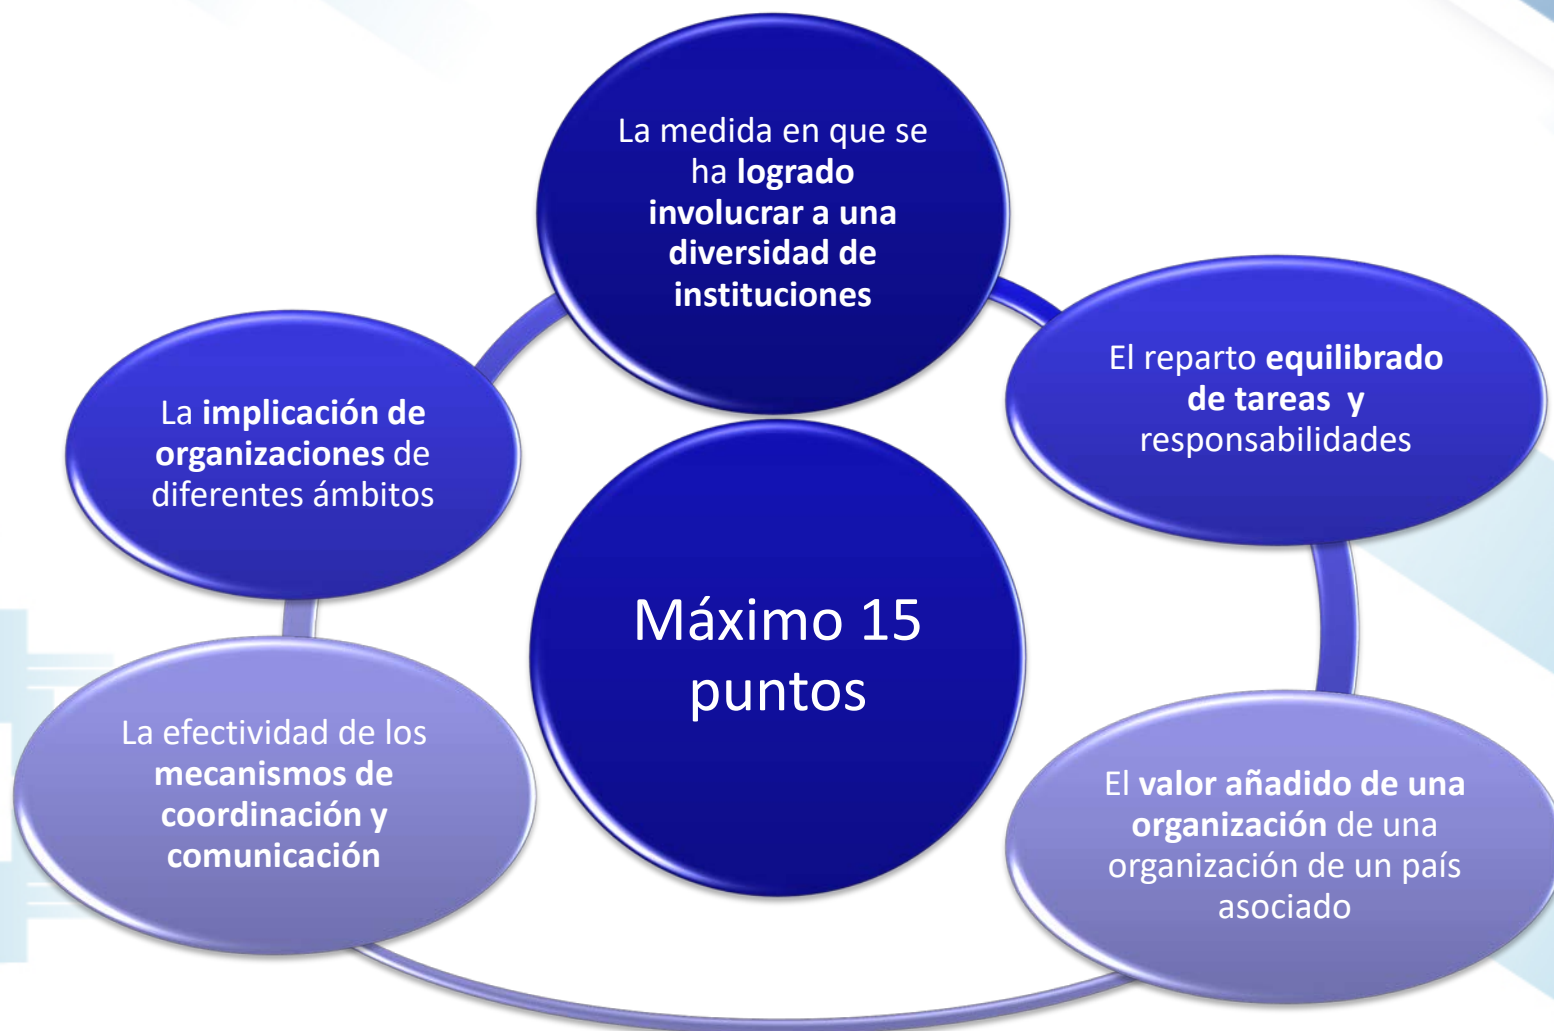 La medida en que se
ha logrado
involucrar a una
diversidad de
instituciones
El reparto equilibrado
de tareas y
responsabilidades
El valor añadido de una
organización de una
organización de un país
asociado
La efectividad de los
mecanismos de
coordinación y
comunicación
La implicación de
organizaciones de
diferentes ámbitos
Máximo 15
puntos